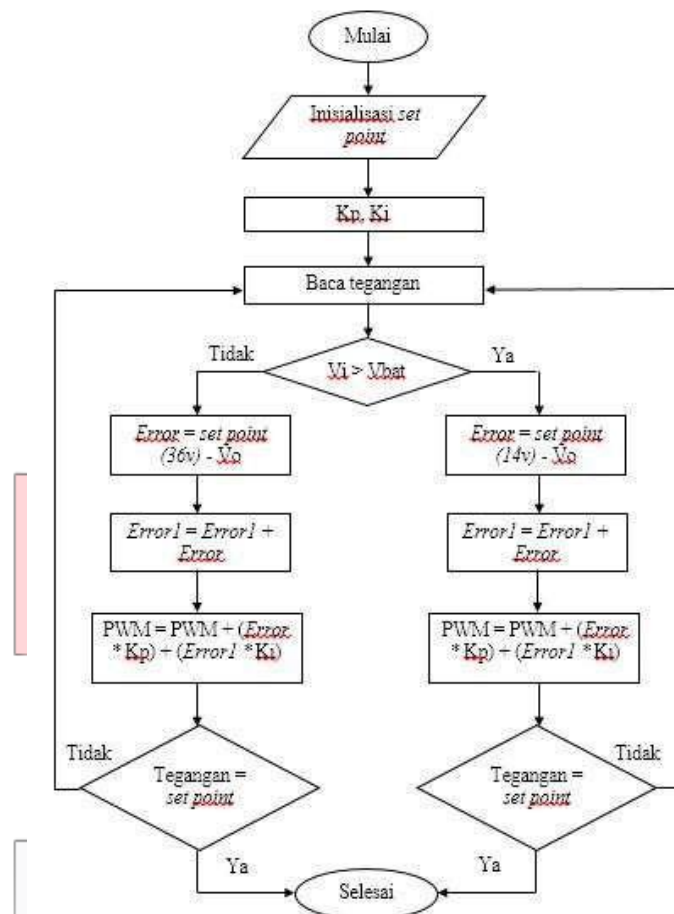 Mulai
Inisialisasi set
point
Kp, Ki
Baca tegangan
Tidak
Vi > Vbat
Ya
Error = set point
(36v) - Vo
Error = set point
(14v) - Vo
Error1 = Error1 +
Error
Error1 = Error1 +
Error
PWM = PWM + (Error
* Kp) + (Error1 *Ki)
PWM = PWM + (Error
* Kp) + (Error1 *Ki)
Tidak
Tegangan =
set point
Tegangan =
set point
Tidak
Ya
Ya
Selesai